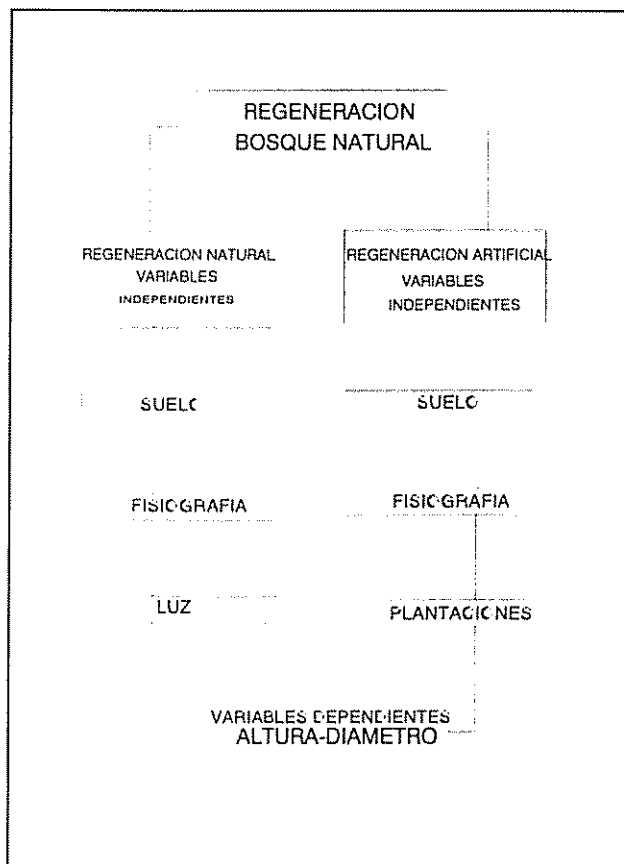 REGENERACION
BOSQUE NATURAL
REGENERACION NATURAL
VARIABLES
INDEPENDIENTES
REGENERACION ARTIFICIAL
VARIABLES
INDEPENDIENTES
SUELO
SUELO
FISIOGRAFIA
FISIOGRAFIA
LUZ
PLANTACIONES
VARIABLES DEPENDIENTES
ALTURA-DIAMETRO